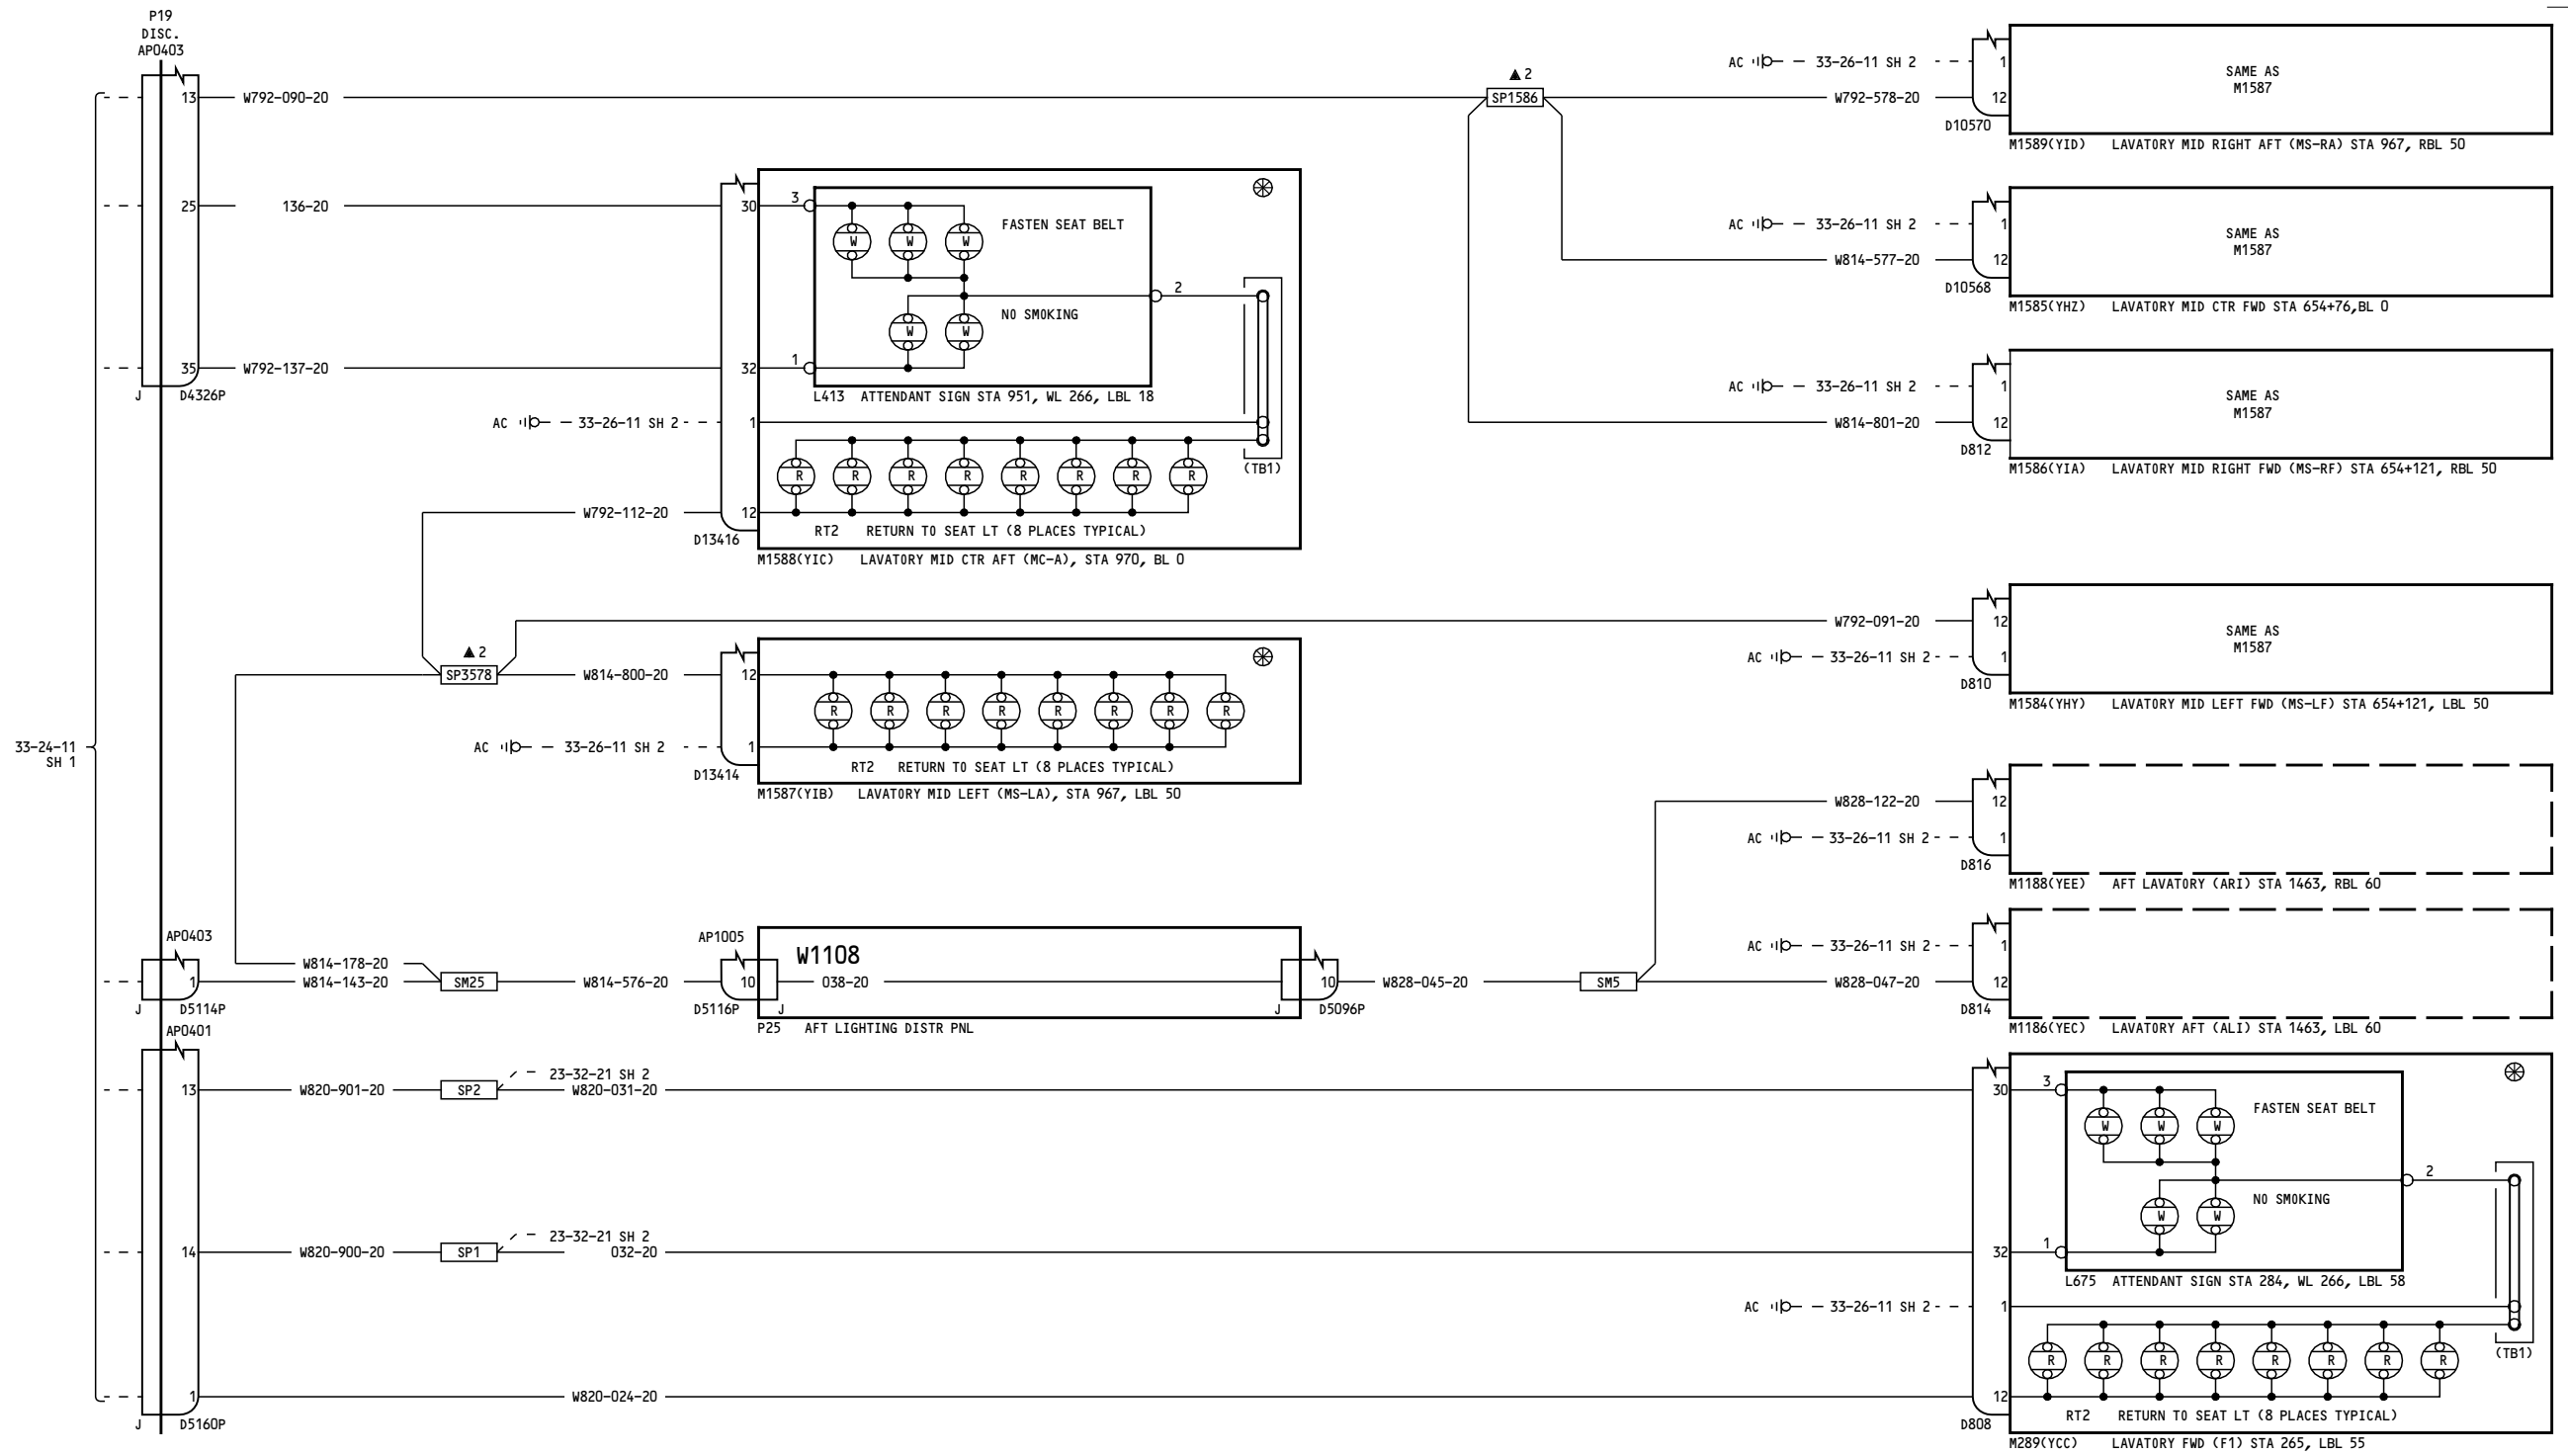 P19
DISC.
AP0403
13 W792-090-20
▲ 2
SP1586
AC 33-26-11 SH 2 1
W792-578-20 12
D10570
SAME AS
M1587
M1589(YID) LAVATORY MID RIGHT AFT (MS-RA) STA 967, RBL 50
25 136-20 30 3
W W W
FASTEN SEAT BELT
2
NO SMOKING
W W
35 W792-137-20 32 1
J D4326P
L413 ATTENDANT SIGN STA 951, WL 266, LBL 18
AC 33-26-11 SH 2 1
(TB1)
R R R R R R R R
W792-112-20 12
RT2 RETURN TO SEAT LT (8 PLACES TYPICAL)
D13416
M1588(YIC) LAVATORY MID CTR AFT (MC-A), STA 970, BL 0
AC 33-26-11 SH 2 1
W814-577-20 12
D10568
SAME AS
M1587
M1585(YHZ) LAVATORY MID CTR FWD STA 654+76,BL 0
AC 33-26-11 SH 2 1
W814-801-20 12
D812
SAME AS
M1587
M1586(YIA) LAVATORY MID RIGHT FWD (MS-RF) STA 654+121, RBL 50
▲ 2
SP3578
W814-800-20 12
R R R R R R R R
AC 33-26-11 SH 2 1
RT2 RETURN TO SEAT LT (8 PLACES TYPICAL)
D13414
M1587(YIB) LAVATORY MID LEFT (MS-LA), STA 967, LBL 50
W792-091-20 12
AC 33-26-11 SH 2 1
D810
SAME AS
M1587
M1584(YHY) LAVATORY MID LEFT FWD (MS-LF) STA 654+121, LBL 50
33-24-11
SH 1
W828-122-20 12
AC 33-26-11 SH 2 1
D816
M1188(YEE) AFT LAVATORY (ARI) STA 1463, RBL 60
AP0403
W814-178-20
1 W814-143-20
SM25
W814-576-20
AP1005
10
W1108
038-20
10
W828-045-20
SM5
AC 33-26-11 SH 2 1
W828-047-20 12
J D5114P
D5116P J
J D5096P
D814
P25 AFT LIGHTING DISTR PNL
M1186(YEC) LAVATORY AFT (ALI) STA 1463, LBL 60
AP0401
13 W820-901-20
SP2
23-32-21 SH 2
W820-031-20
30 3
W W W
FASTEN SEAT BELT
2
NO SMOKING
W W
14 W820-900-20
SP1
23-32-21 SH 2
032-20
32 1
L675 ATTENDANT SIGN STA 284, WL 266, LBL 58
AC 33-26-11 SH 2 1
(TB1)
R R R R R R R R
1 W820-024-20 12
J D5160P
RT2 RETURN TO SEAT LT (8 PLACES TYPICAL)
D808
M289(YCC) LAVATORY FWD (F1) STA 265, LBL 55